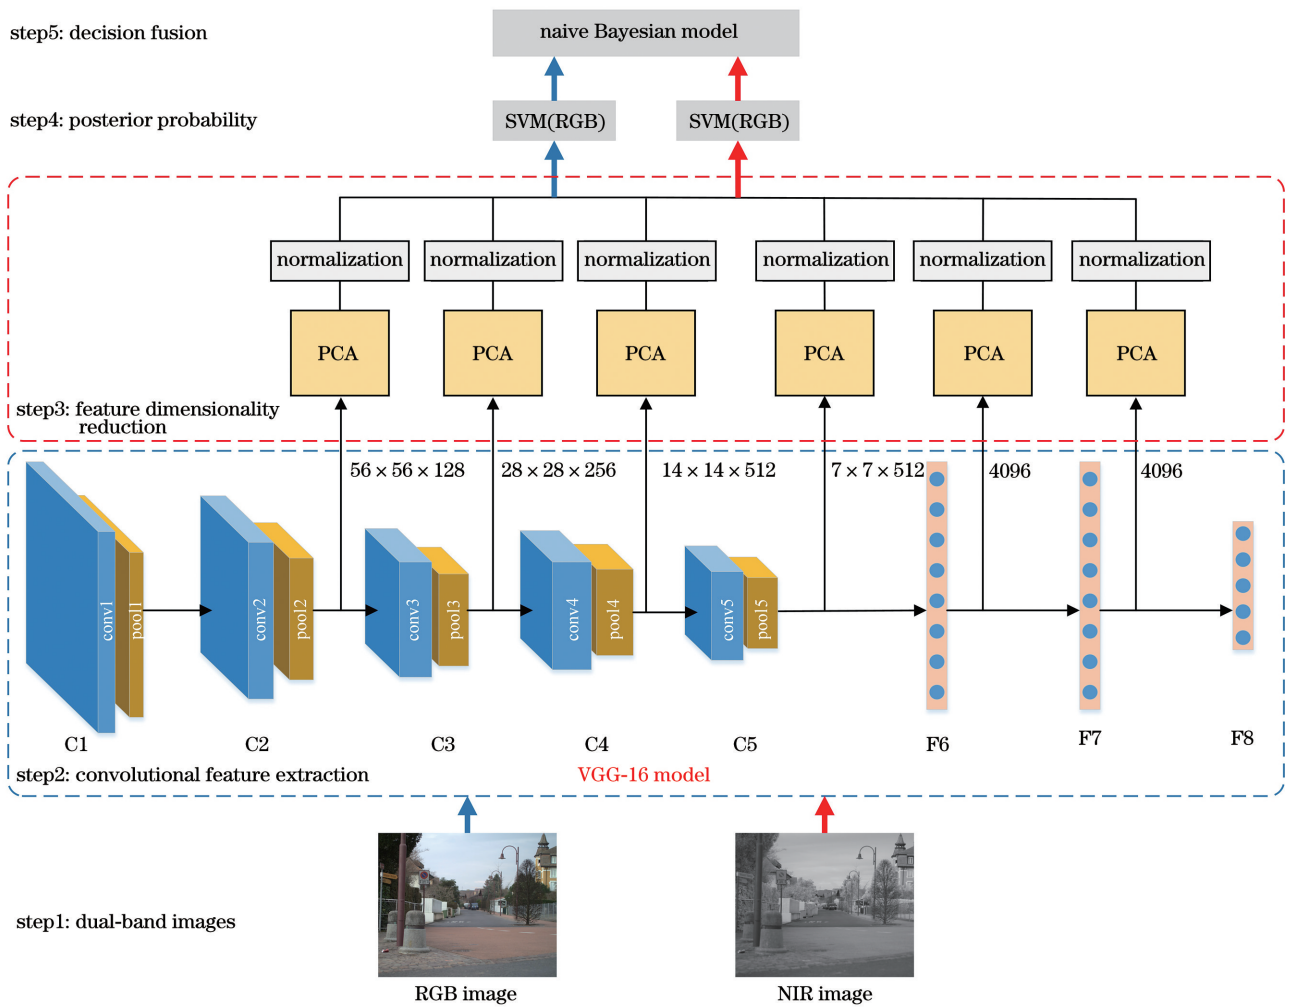 step5: decision fusion
naive Bayesian model
step4: posterior probability
SVM(RGB)
SVM(RGB)
normalization
normalization
normalization
normalization
normalization
normalization
PCA
PCA
PCA
PCA
PCA
PCA
step3: feature dimensionality
reduction
56 × 56 × 128
28 × 28 × 256
14 × 14 × 512
7 × 7 × 512
4096
4096
conv1
pool1
conv2
pool2
conv3
pool3
conv4
pool4
conv5
pool5
C1
C2
C3
C4
C5
F6
F7
F8
step2: convolutional feature extraction
VGG-16 model
step1: dual-band images
RGB image
NIR image